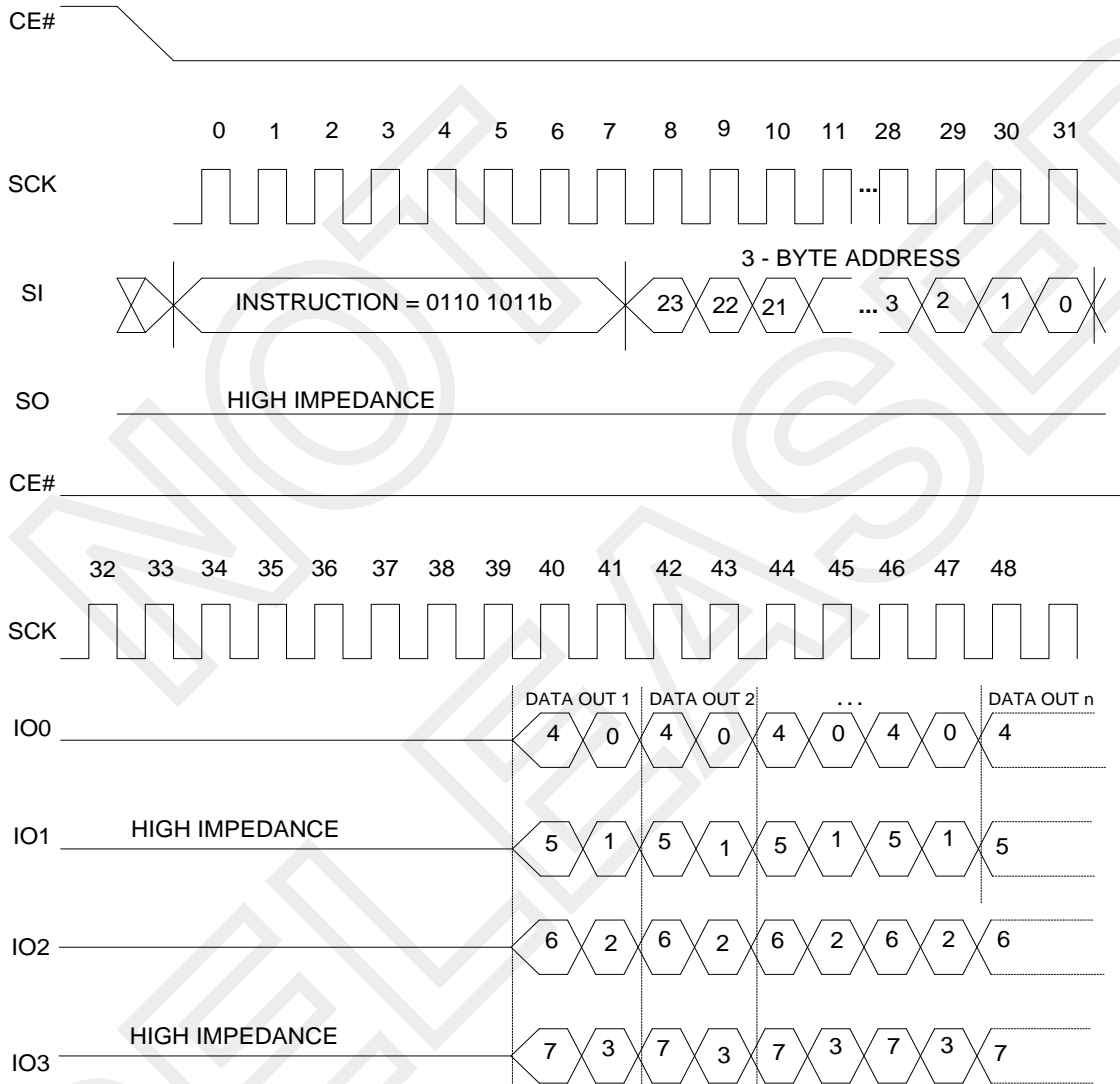 CE#
0 1 2 3 4 5 6 7 8 9 10 11 28 29 30 31
SCK ...
3 - BYTE ADDRESS
SI INSTRUCTION = 0110 1011b 23 22 21 ... 3 2 1 0
SO HIGH IMPEDANCE
CE#
32 33 34 35 36 37 38 39 40 41 42 43 44 45 46 47 48
SCK
DATA OUT 1 DATA OUT 2 ... DATA OUT n
IO0 4 0 4 0 4 0 4 0 4
IO1 HIGH IMPEDANCE 5 1 5 1 5 1 5 1 5
IO2 6 2 6 2 6 2 6 2 6
IO3 HIGH IMPEDANCE 7 3 7 3 7 3 7 3 7
NOT
RELEASED